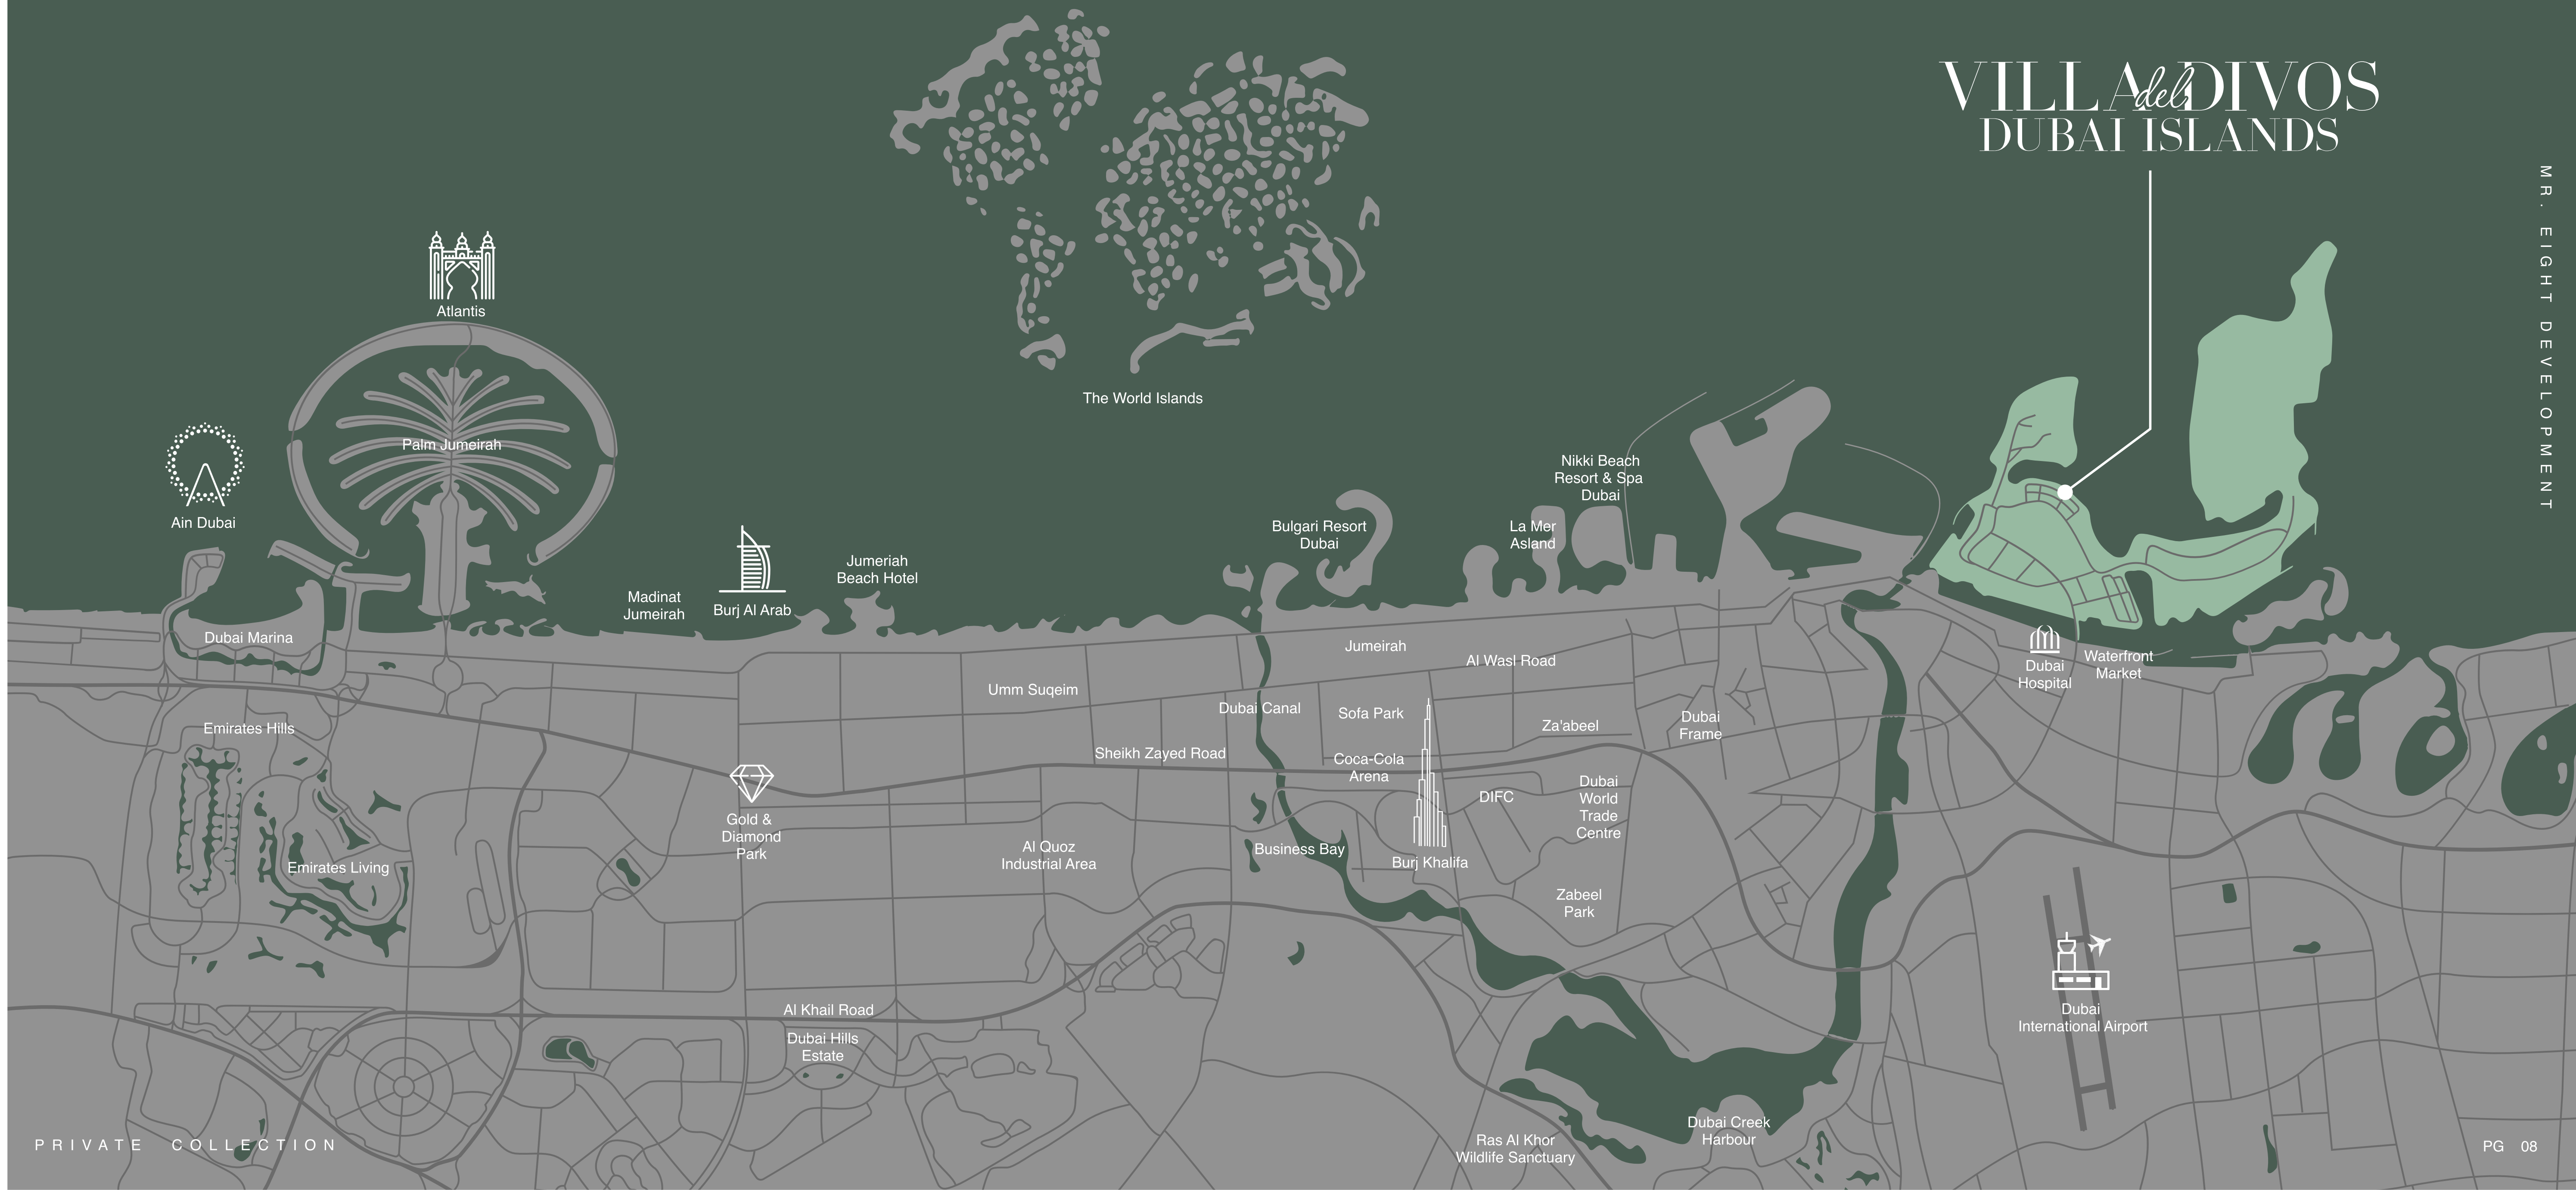 VILLA del DIVOS
DUBAI ISLANDS
MR. EIGHT DEVELOPMENT
Atlantis
Palm Jumeirah
Ain Dubai
The World Islands
Nikki Beach
Resort & Spa
Dubai
Bulgari Resort
Dubai
La Mer
Asland
Jumeriah
Beach Hotel
Madinat
Jumeirah
Burj Al Arab
Dubai Marina
Jumeirah
Al Wasl Road
Dubai
Hospital
Waterfront
Market
Umm Suqeim
Dubai Canal
Sofa Park
Za'abeel
Dubai
Frame
Emirates Hills
Sheikh Zayed Road
Coca-Cola
Arena
DIFC
Dubai
World
Trade
Centre
Gold &
Diamond
Park
Al Quoz
Industrial Area
Business Bay
Burj Khalifa
Emirates Living
Zabeel
Park
Al Khail Road
Dubai Hills
Estate
Dubai
International Airport
Dubai Creek
Harbour
Ras Al Khor
Wildlife Sanctuary
PRIVATE COLLECTION
PG 08